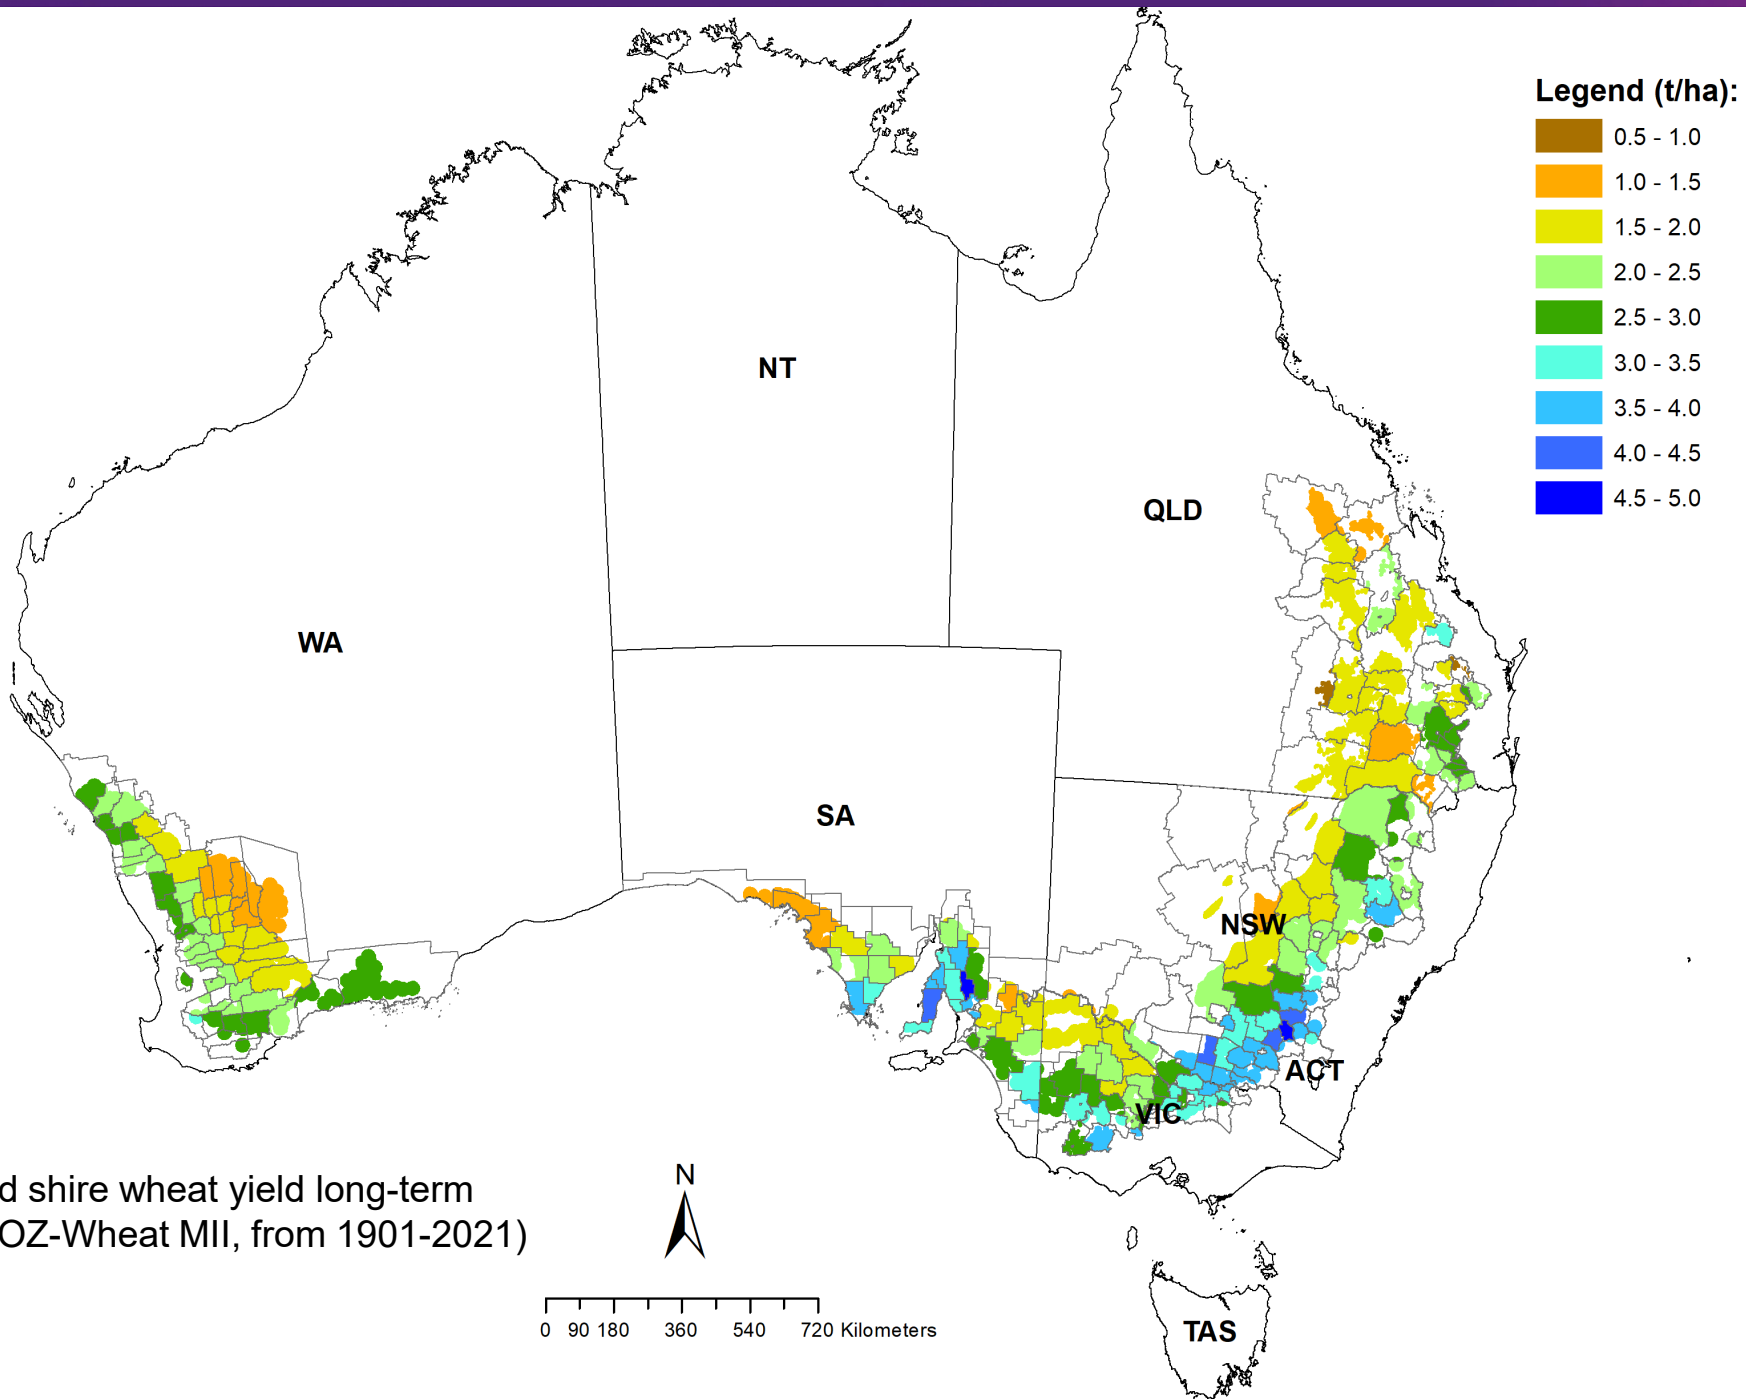 Legend (t/ha):
0.5 - 1.0
1.0 - 1.5
1.5 - 2.0
2.0 - 2.5
2.5 - 3.0
3.0 - 3.5
3.5 - 4.0
4.0 - 4.5
4.5 - 5.0
NT
QLD
WA
SA
NSW
ACT
VIC
d shire wheat yield long-term
OZ-Wheat MII, from 1901-2021)
N
0 90 180 360 540 720 Kilometers
TAS